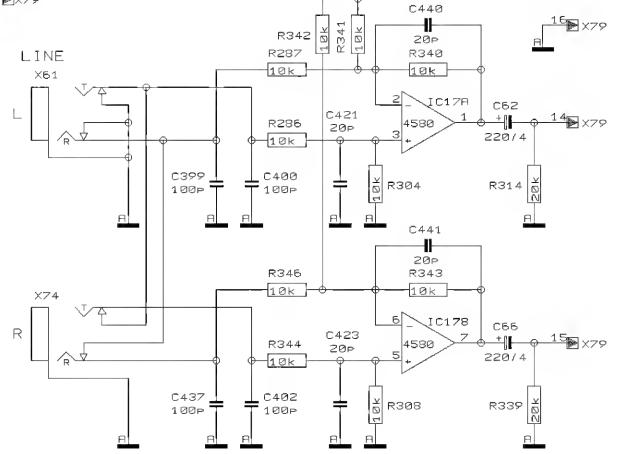 X79
R342
10k
R341
10k
C440
20p
R340
10k
16
X79
A
LINE
X61
T
L
R
R287
10k
R286
10k
C421
20p
2
-
3
+
IC17A
4580
1
C62
+
220/4
14
X79
C399
100p
C400
100p
R304
10k
R314
20k
A
A
A
A
A
A
C441
20p
R346
10k
R343
10k
X74
T
R
R
R344
10k
C423
20p
6
-
5
+
IC17B
4580
7
C66
+
220/4
15
X79
C437
100p
C402
100p
R308
10k
R339
20k
A
A
A
A
A
A